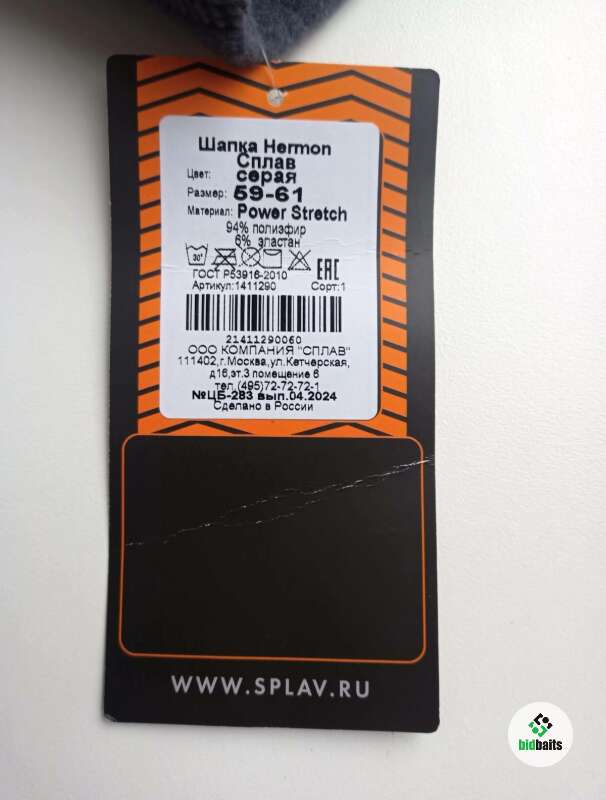 Шапка Hermon
Сплав
Цвет: серая
Размер: 59-61
Материал: Power Stretch
94% полиэфир
6% эластан
30°
EAC
ГОСТ Р53916-2010
Артикул:1411290 Сорт:1
21411290060
ООО КОМПАНИЯ "СПЛАВ"
111402,г.Москва,ул.Кетчерская,
д16,эт.3 помещение 6
тел.(495)72-72-72-1
№ЦБ-283 вып.04.2024
Сделано в России
WWW.SPLAV.RU
bidbaits